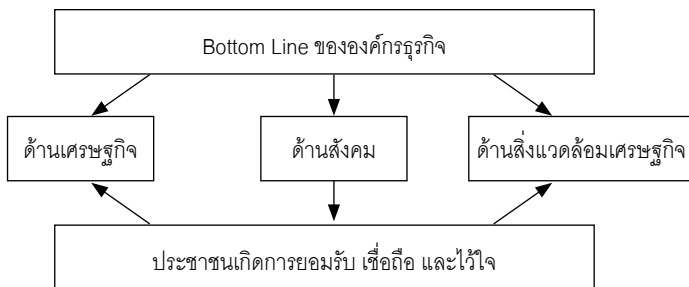 Bottom Line ขององค์กรธุรกิจ
ด้านเศรษฐกิจ
ด้านสังคม
ด้านสิ่งแวดล้อมเศรษฐกิจ
ประชาชนเกิดการยอมรับ เชื่อถือ และไว้ใจ